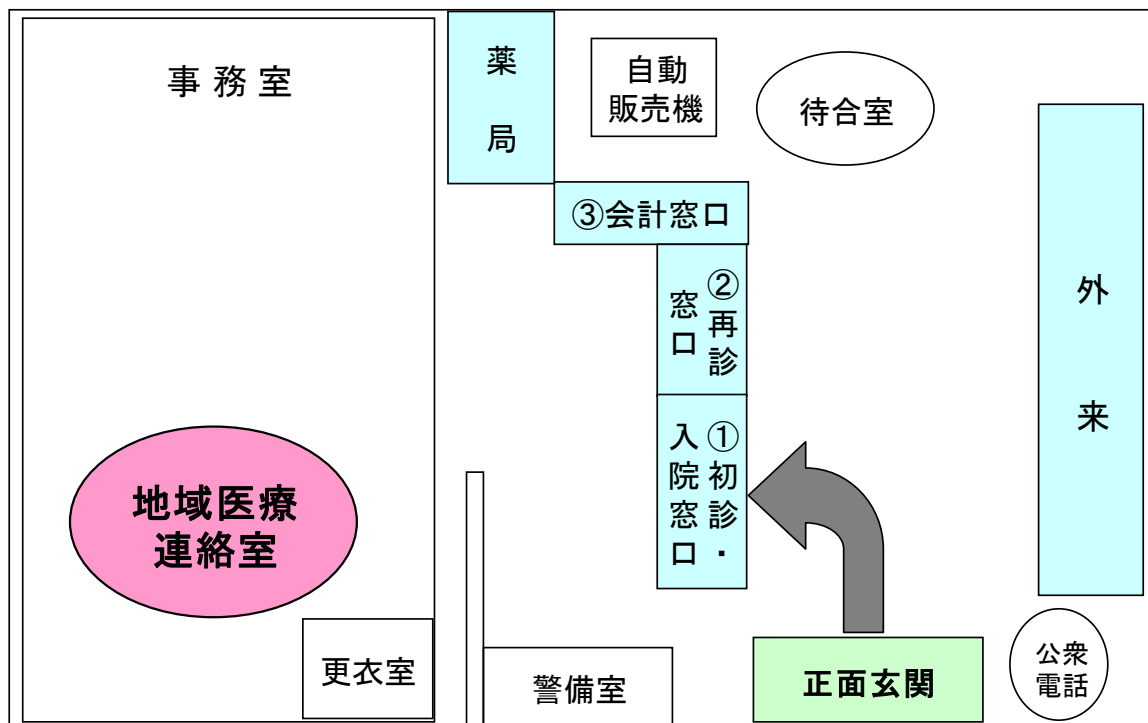 事務室
薬局
自動
販売機
待合室
③会計窓口
②再診
窓口
①初診・
入院窓口
外来
地域医療
連絡室
更衣室
警備室
正面玄関
公衆
電話